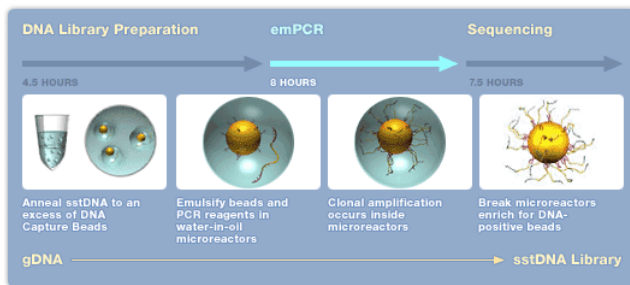 DNA Library Preparation
emPCR
Sequencing
4.5 HOURS
8 HOURS
7.5 HOURS
Anneal sstDNA to an
excess of DNA
Capture Beads
Emulsify beads and
PCR reagents in
water-in-oil
microreactors
Clonal amplification
occurs inside
microreactors
Break microreactors
enrich for DNA-
positive beads
gDNA
sstDNA Library